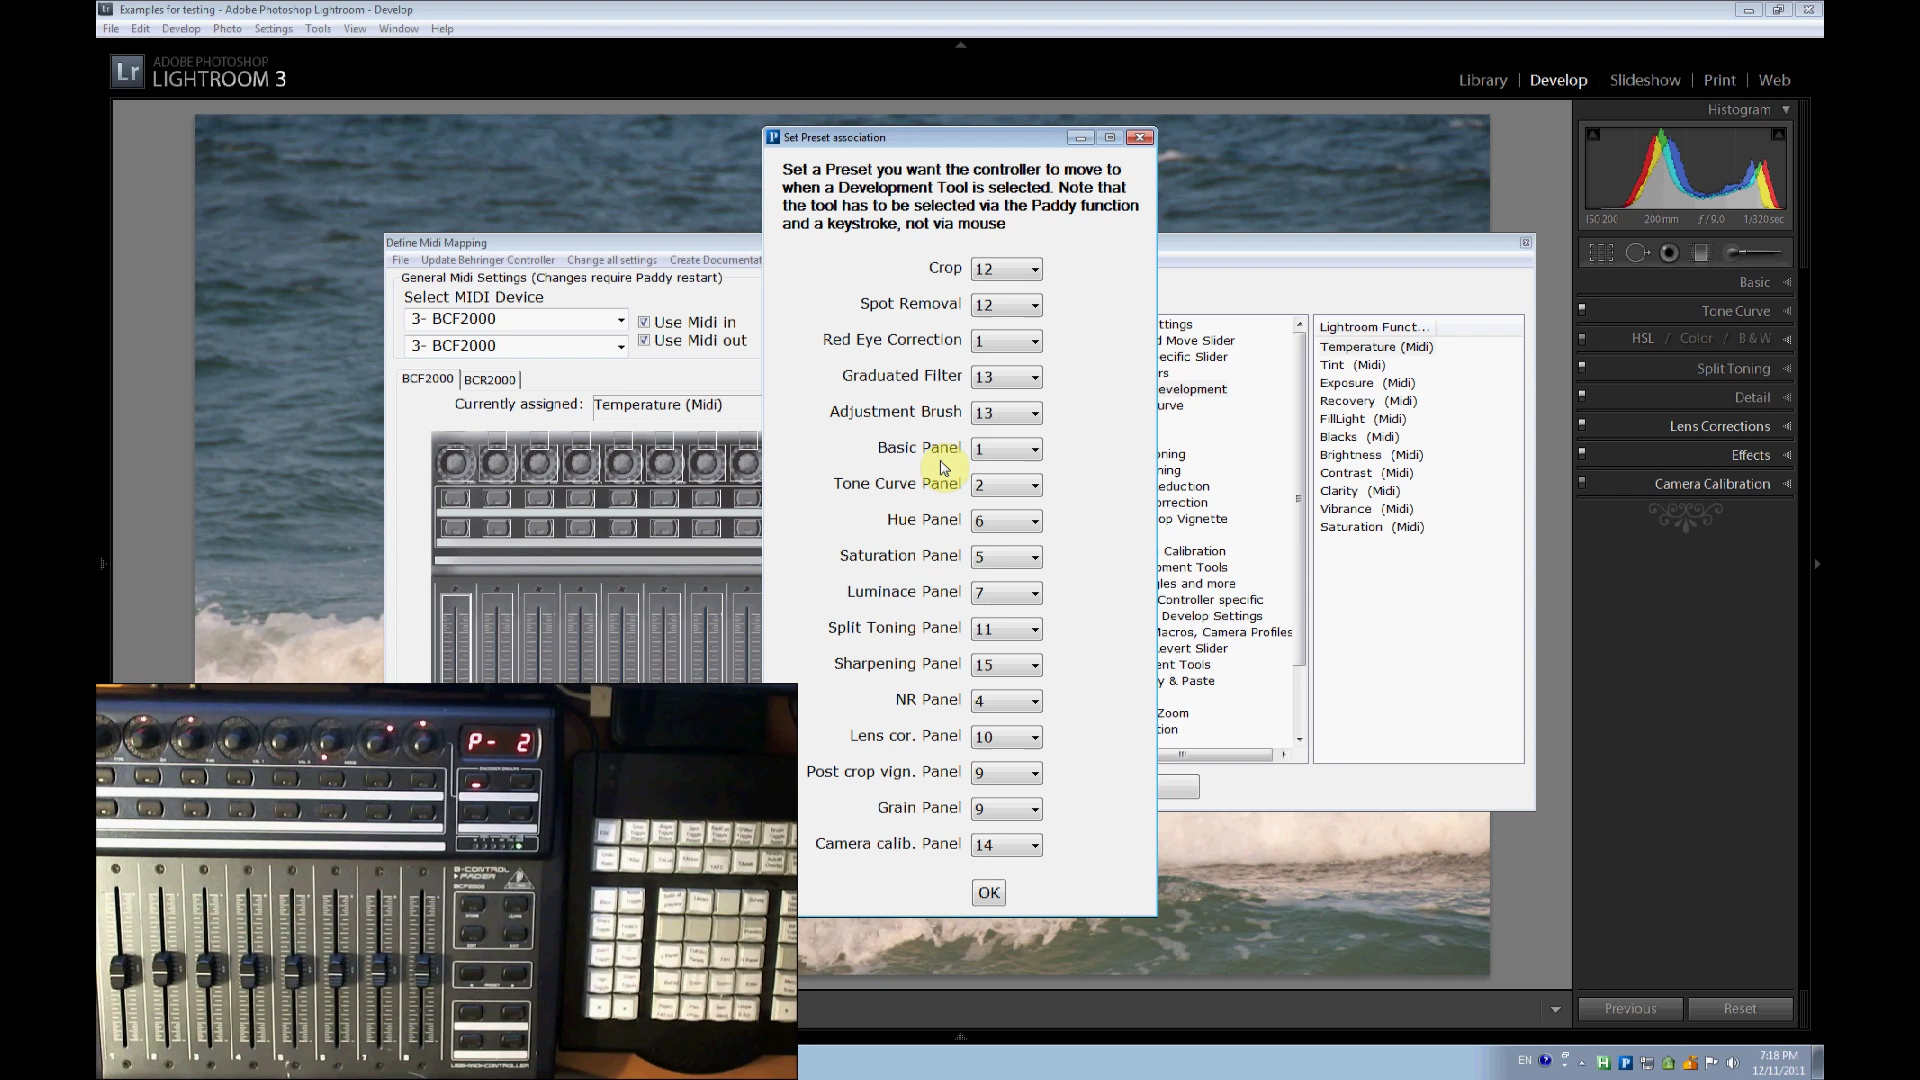 Examples for testing - Adobe Photoshop Lightroom - Develop
File Edit Develop Photo Settings Tools View Window Help
Lr
ADOBE PHOTOSHOP
LIGHTROOM 3
Library | Develop | Slideshow | Print | Web
Histogram
ISO 200 200mm ƒ / 9.0 1/320sec
Basic
Tone Curve
HSL / Color / B & W
Split Toning
Detail
Lens Corrections
Effects
Camera Calibration
Previous
Reset
Define Midi Mapping
File Update Behringer Controller Change all settings Create Documentat
General Midi Settings (Changes require Paddy restart)
Select MIDI Device
3- BCF2000
Use Midi in
3- BCF2000
Use Midi out
BCF2000
BCR2000
Currently assigned:
Temperature (Midi)
Set Preset association
Set a Preset you want the controller to move to
when a Development Tool is selected. Note that
the tool has to be selected via the Paddy function
and a keystroke, not via mouse
Crop 12
Spot Removal 12
Red Eye Correction 1
Graduated Filter 13
Adjustment Brush 13
Basic Panel 1
Tone Curve Panel 2
Hue Panel 6
Saturation Panel 5
Luminace Panel 7
Split Toning Panel 11
Sharpening Panel 15
NR Panel 4
Lens cor. Panel 10
Post crop vign. Panel 9
Grain Panel 9
Camera calib. Panel 14
OK
ttings
d Move Slider
ecific Slider
rs
evelopment
urve
oning
ning
eduction
orrection
op Vignette
Calibration
pment Tools
les and more
Controller specific
Develop Settings
Macros, Camera Profiles
evert Slider
ent Tools
y & Paste
Zoom
tion
Lightroom Funct...
Temperature (Midi)
Tint (Midi)
Exposure (Midi)
Recovery (Midi)
FillLight (Midi)
Blacks (Midi)
Brightness (Midi)
Contrast (Midi)
Clarity (Midi)
Vibrance (Midi)
Saturation (Midi)
P- 2
B-CONTROL
FADER
BCF2000
EN
7:18 PM
12/11/2011